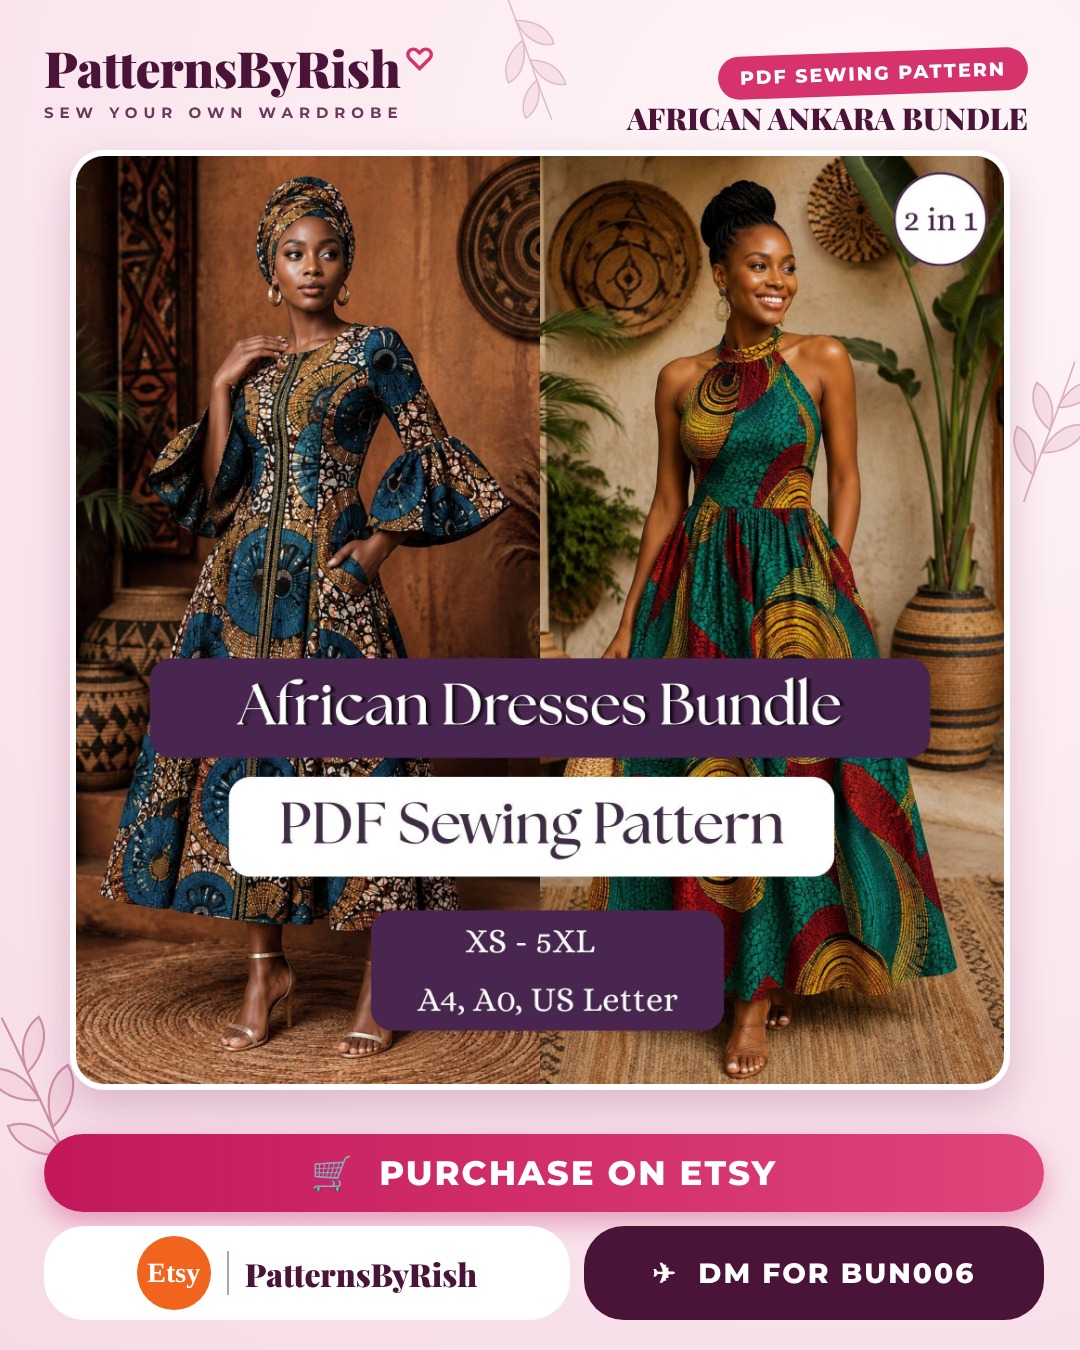 PatternsByRish
SEW YOUR OWN WARDROBE
PDF SEWING PATTERN
AFRICAN ANKARA BUNDLE
2 in 1
African Dresses Bundle
PDF Sewing Pattern
XS - 5XL
A4, A0, US Letter
PURCHASE ON ETSY
Etsy
PatternsByRish
DM FOR BUN006